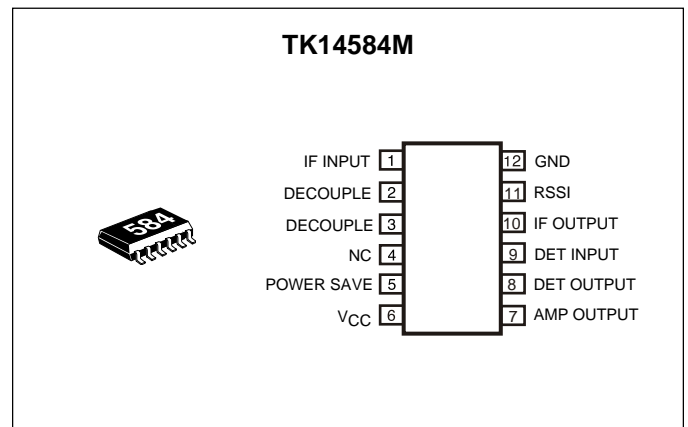 TK14584M
584
IF INPUT 1
DECOUPLE 2
DECOUPLE 3
NC 4
POWER SAVE 5
VCC 6
12 GND
11 RSSI
10 IF OUTPUT
9 DET INPUT
8 DET OUTPUT
7 AMP OUTPUT